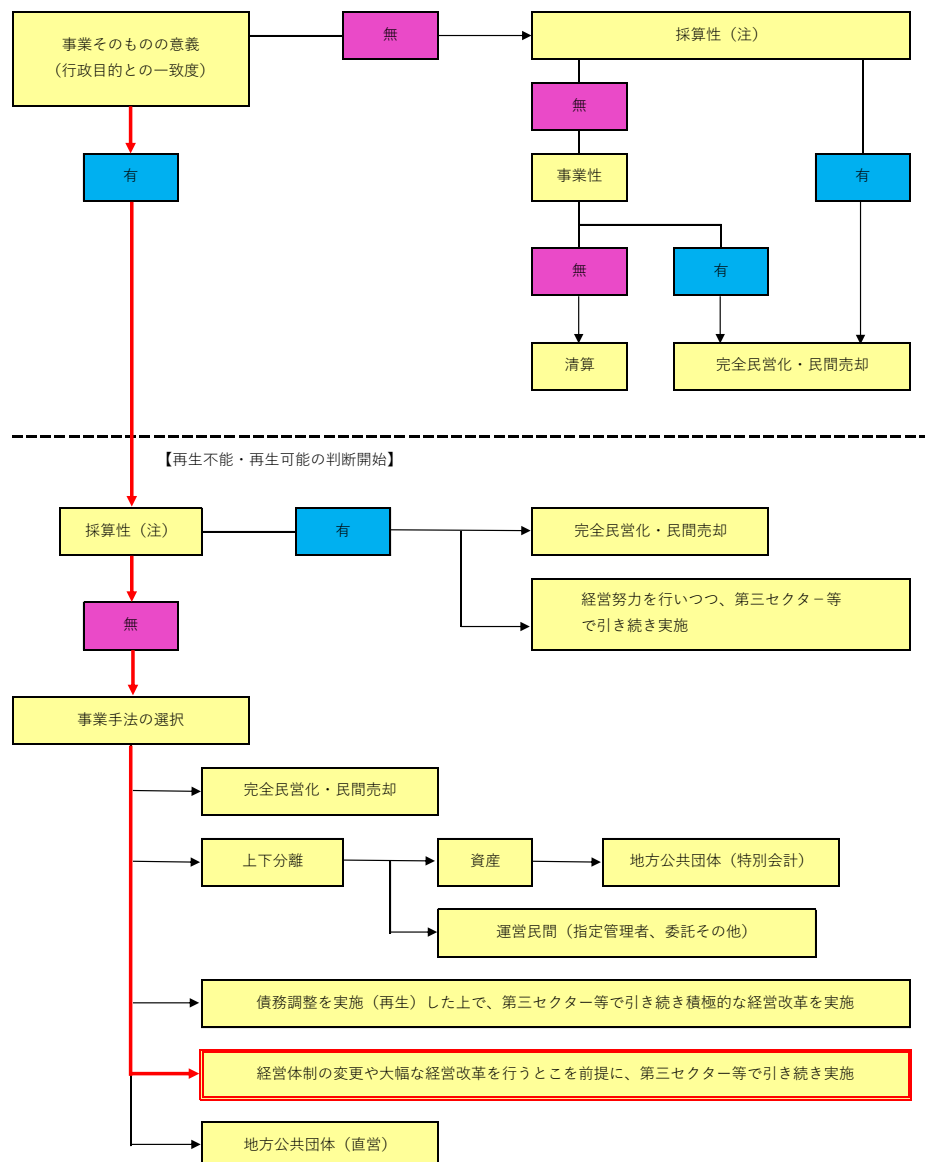 事業そのものの意義
（行政目的との一致度）
無
採算性（注）
無
有
事業性
有
無
有
清算
完全民営化・民間売却
【再生不能・再生可能の判断開始】
採算性（注）
有
完全民営化・民間売却
経営努力を行いつつ、第三セクタ－等
で引き続き実施
無
事業手法の選択
完全民営化・民間売却
上下分離
資産
地方公共団体（特別会計）
運営民間（指定管理者、委託その他）
債務調整を実施（再生）した上で、第三セクター等で引き続き積極的な経営改革を実施
経営体制の変更や大幅な経営改革を行うとこを前提に、第三セクター等で引き続き実施
地方公共団体（直営）